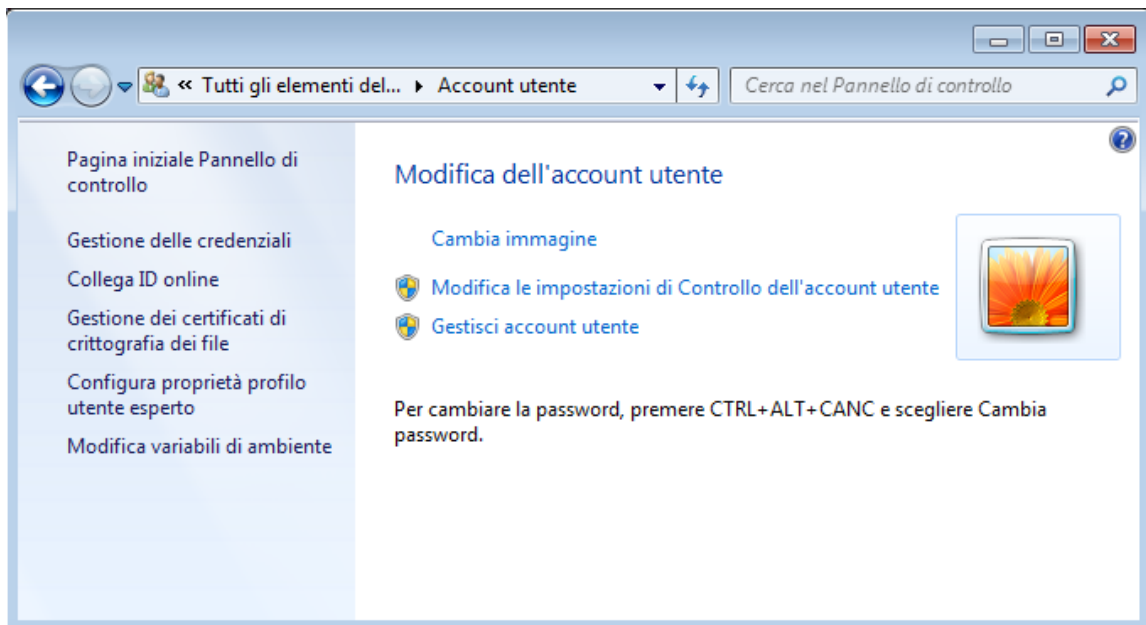 « Tutti gli elementi del... Account utente
Cerca nel Pannello di controllo
Pagina iniziale Pannello di
controllo
Gestione delle credenziali
Collega ID online
Gestione dei certificati di
crittografia dei file
Configura proprietà profilo
utente esperto
Modifica variabili di ambiente
Modifica dell'account utente
Cambia immagine
Modifica le impostazioni di Controllo dell'account utente
Gestisci account utente
Per cambiare la password, premere CTRL+ALT+CANC e scegliere Cambia
password.